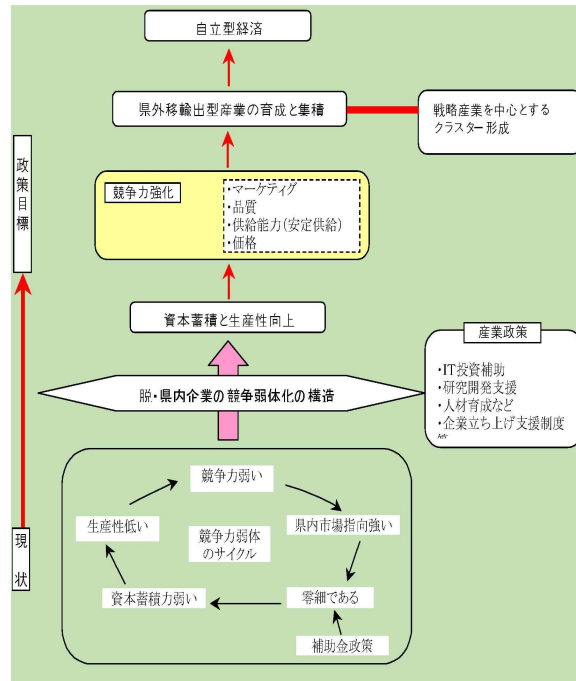 自立型経済
県外移輸出型産業の育成と集積
戦略産業を中心とする
クラスター形成
政策目標
競争力強化
・マーケティグ
・品質
・供給能力(安定供給)
・価格
資本蓄積と生産性向上
産業政策
・IT投資補助
・研究開発支援
・人材育成など
・企業立ち上げ支援制度
脱・県内企業の競争弱体化の構造
競争力弱い
生産性低い
県内市場指向強い
競争力弱体
のサイクル
現状
資本蓄積力弱い
零細である
補助金政策